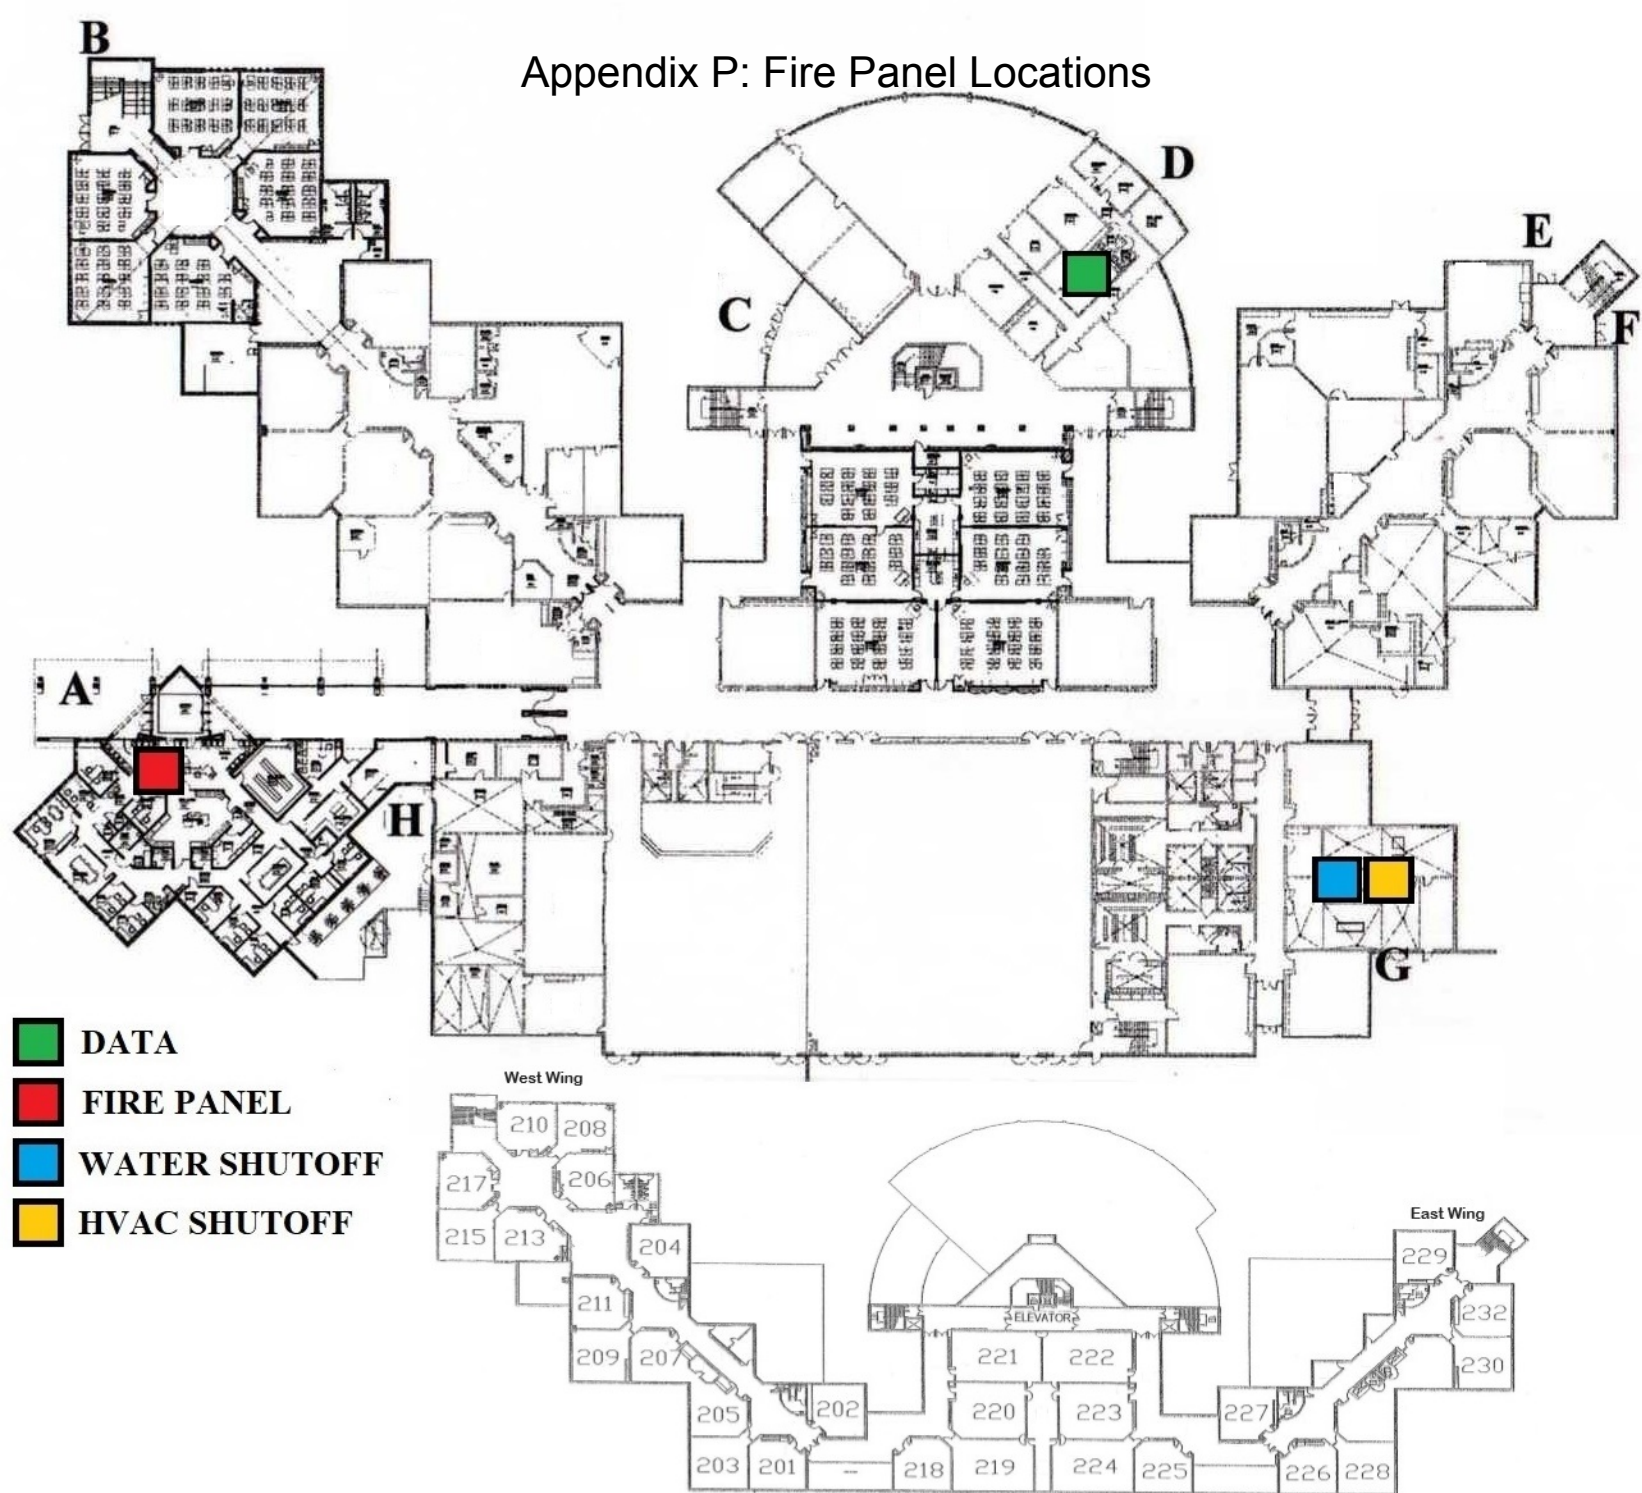 B
Appendix P: Fire Panel Locations
D
E
C
F
A
H
G
DATA
FIRE PANEL
WATER SHUTOFF
HVAC SHUTOFF
West Wing
210 208
217 206
215 213 204
211
209 207
205 202
203 201
East Wing
229
ELEVATOR
232
221 222 230
220 223 227
218 219 224 225 226 228